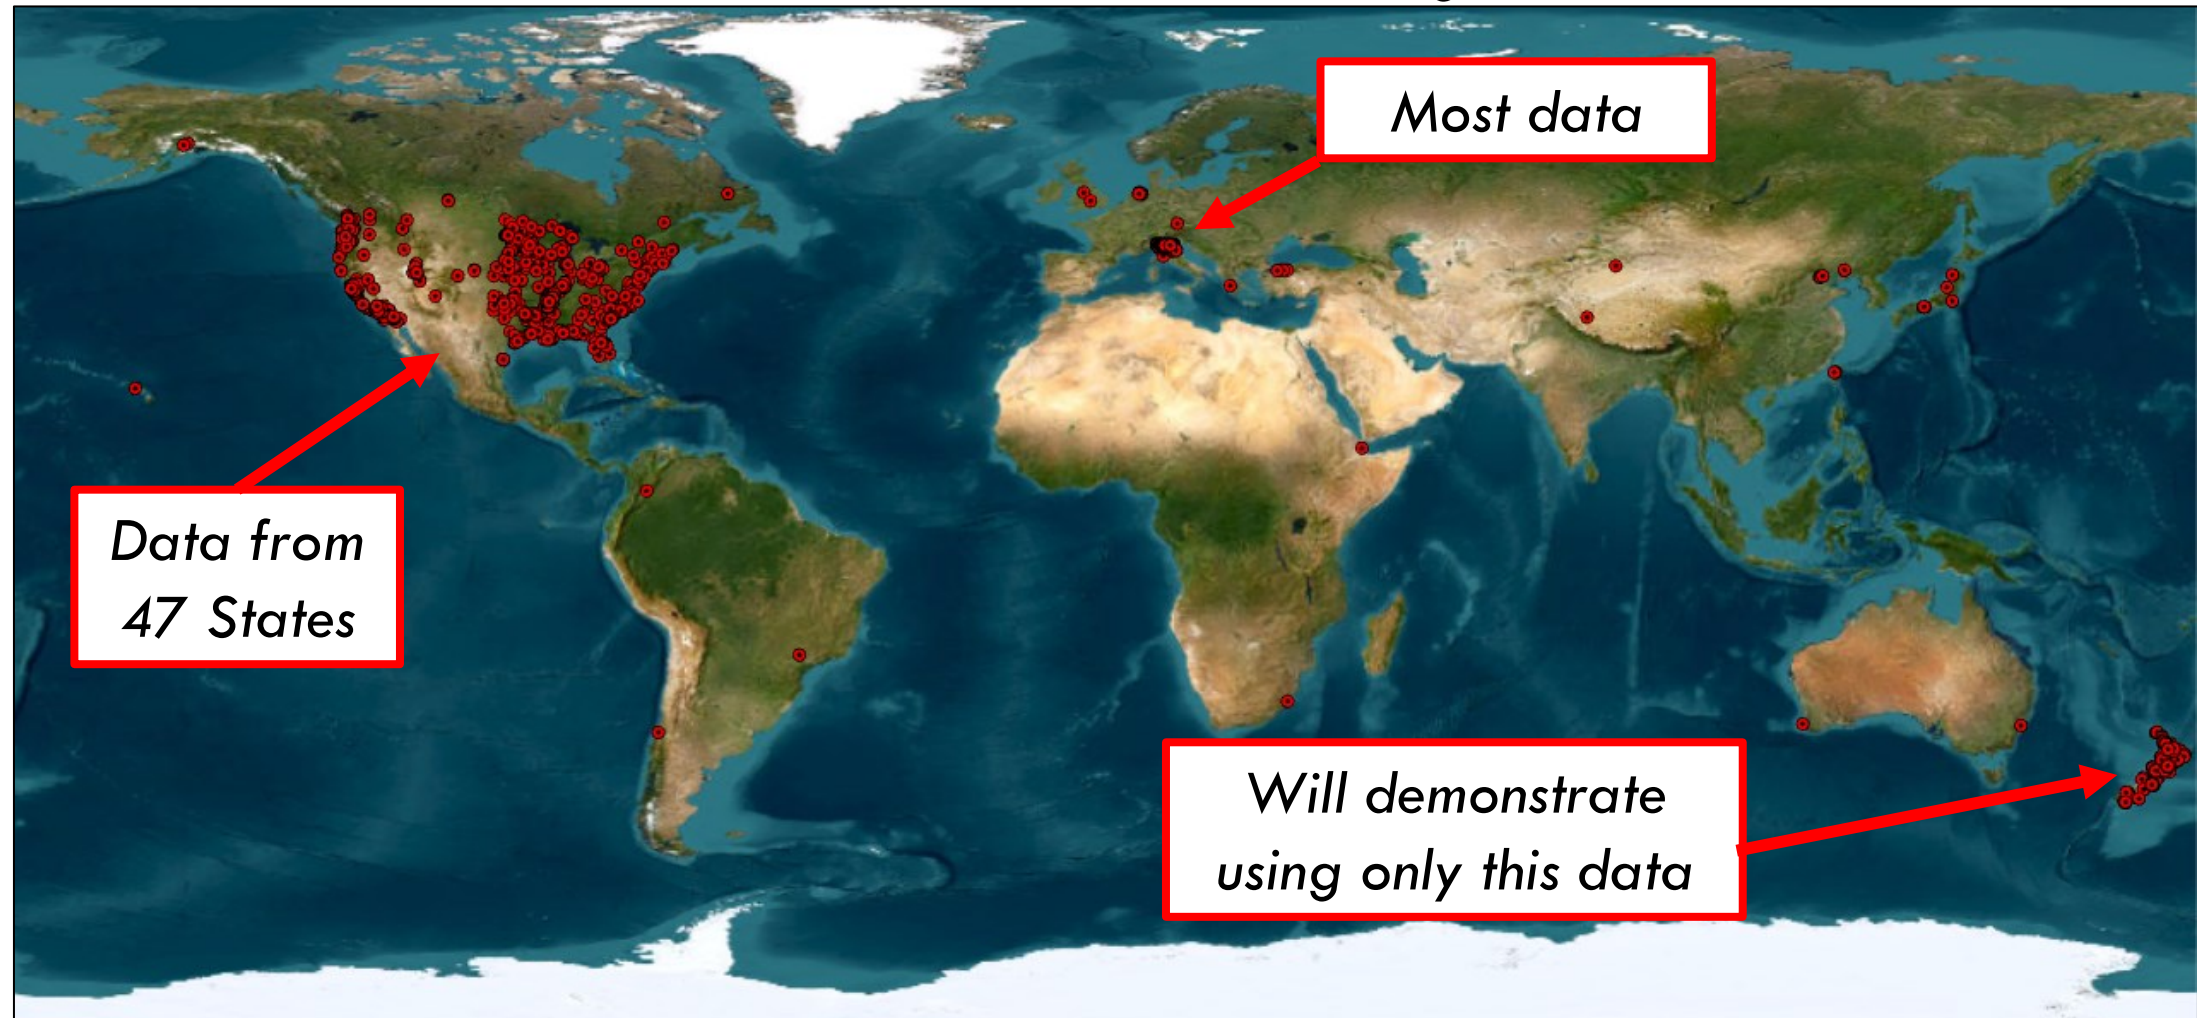 Most data
Data from
47 States
Will demonstrate
using only this data